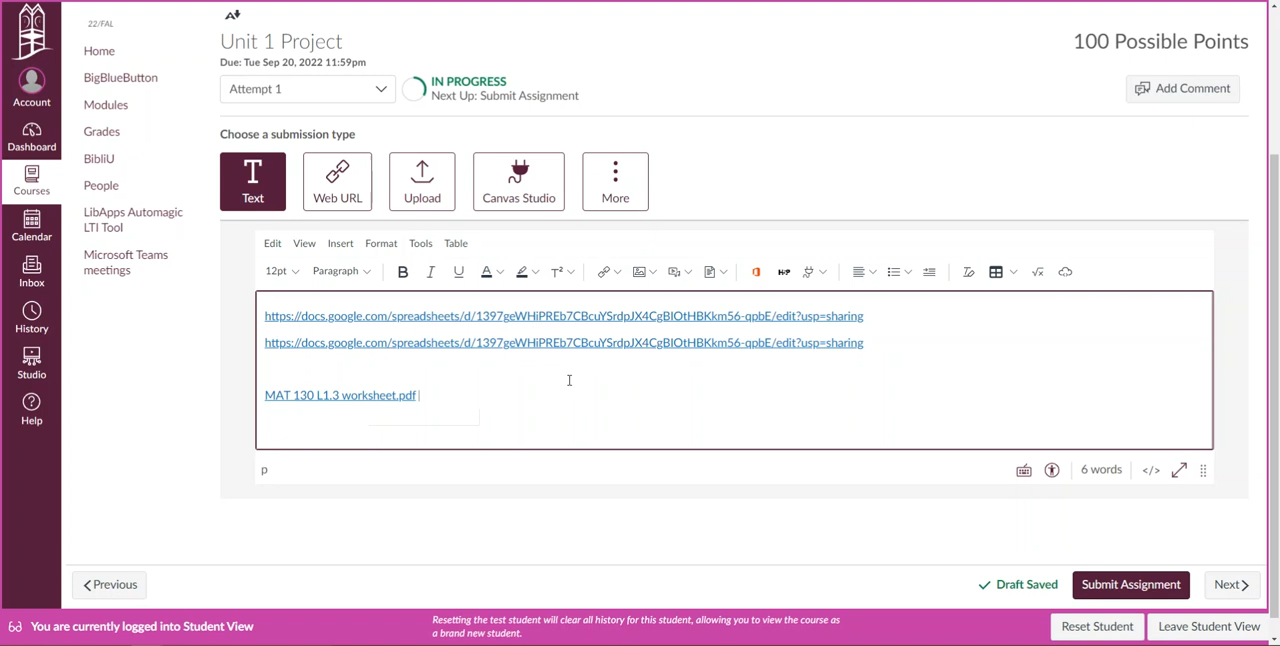 22/FAL
Unit 1 Project
100 Possible Points
Due: Tue Sep 20, 2022 11:59pm
Attempt 1
IN PROGRESS
Next Up: Submit Assignment
Add Comment
Account
Dashboard
Courses
Calendar
Inbox
History
Studio
Help
Home
BigBlueButton
Modules
Grades
BibliU
People
LibApps Automagic
LTI Tool
Microsoft Teams
meetings
Choose a submission type
Text
Web URL
Upload
Canvas Studio
More
Edit View Insert Format Tools Table
12pt Paragraph
https://docs.google.com/spreadsheets/d/1397geWHiPREb7CBcuYSrdpJX4CgBIOtHBKkm56-qpbE/edit?usp=sharing
https://docs.google.com/spreadsheets/d/1397geWHiPREb7CBcuYSrdpJX4CgBIOtHBKkm56-qpbE/edit?usp=sharing
MAT 130 L1.3 worksheet.pdf
p
6 words </>
Previous
Draft Saved
Submit Assignment
Next
You are currently logged into Student View
Resetting the test student will clear all history for this student, allowing you to view the course as
a brand new student.
Reset Student
Leave Student View